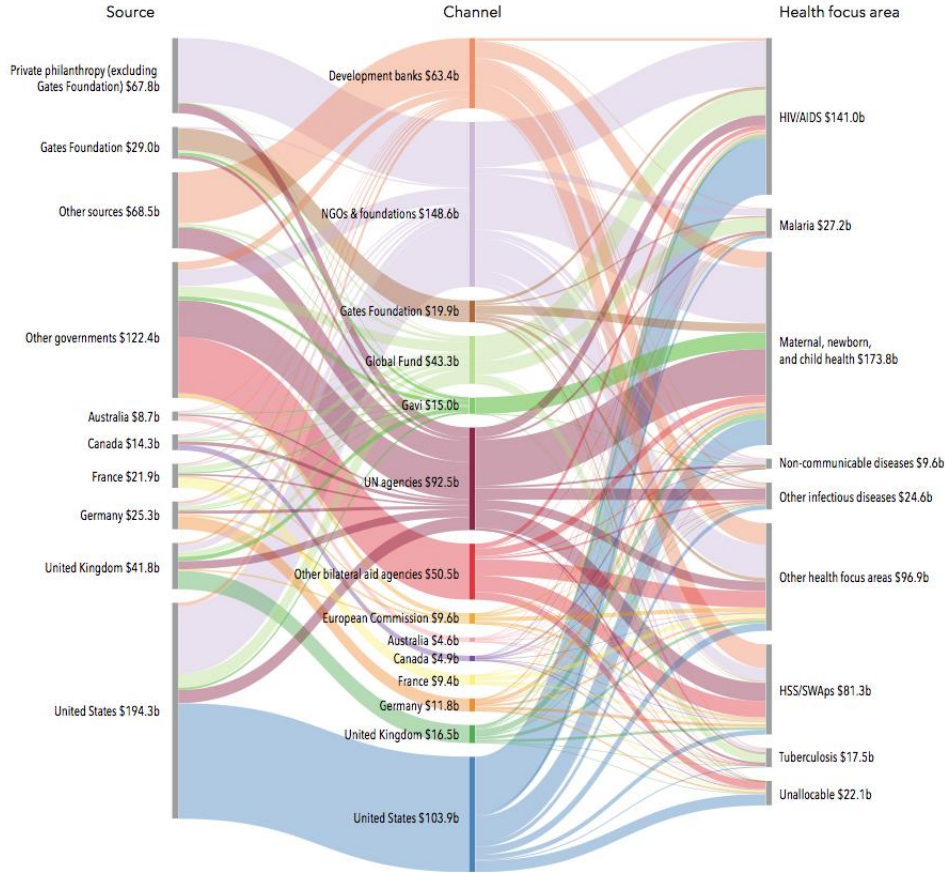 Source
Channel
Health focus area
Private philanthropy (excluding
Gates Foundation) $67.8b
Gates Foundation $29.0b
Other sources $68.5b
Other governments $122.4b
Australia $8.7b
Canada $14.3b
France $21.9b
Germany $25.3b
United Kingdom $41.8b
United States $194.3b
Development banks $63.4b
NGOs & foundations $148.6b
Gates Foundation $19.9b
Global Fund $43.3b
Gavi $15.0b
UN agencies $92.5b
Other bilateral aid agencies $50.5b
European Commission $9.6b
Australia $4.6b
Canada $4.9b
France $9.4b
Germany $11.8b
United Kingdom $16.5b
United States $103.9b
HIV/AIDS $141.0b
Malaria $27.2b
Maternal, newborn,
and child health $173.8b
Non-communicable diseases $9.6b
Other infectious diseases $24.6b
Other health focus areas $96.9b
HSS/SWAps $81.3b
Tuberculosis $17.5b
Unallocable $22.1b